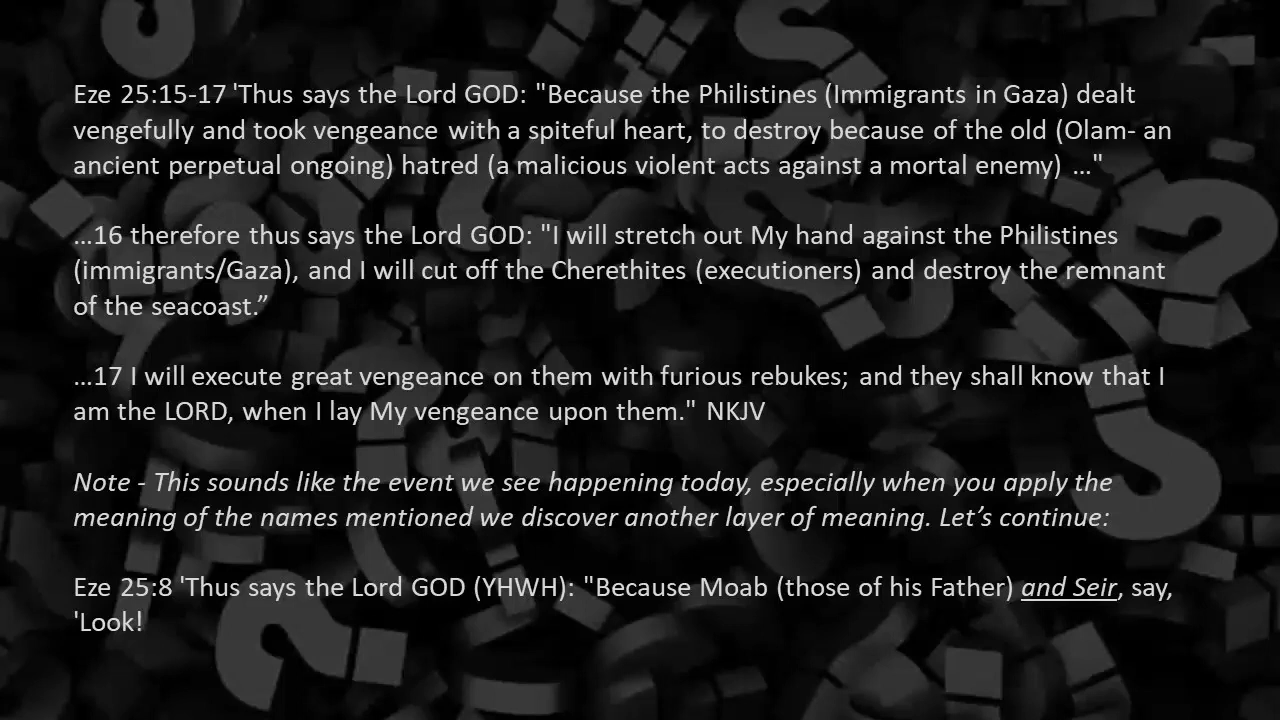 Eze 25:15-17 'Thus says the Lord GOD: "Because the Philistines (Immigrants in Gaza) dealt
vengefully and took vengeance with a spiteful heart, to destroy because of the old (Olam- an
ancient perpetual ongoing) hatred (a malicious violent acts against a mortal enemy) …"
…16 therefore thus says the Lord GOD: "I will stretch out My hand against the Philistines
(immigrants/Gaza), and I will cut off the Cherethites (executioners) and destroy the remnant
of the seacoast.”
…17 I will execute great vengeance on them with furious rebukes; and they shall know that I
am the LORD, when I lay My vengeance upon them." NKJV
Note - This sounds like the event we see happening today, especially when you apply the
meaning of the names mentioned we discover another layer of meaning. Let’s continue:
Eze 25:8 'Thus says the Lord GOD (YHWH): "Because Moab (those of his Father) and Seir, say,
'Look!